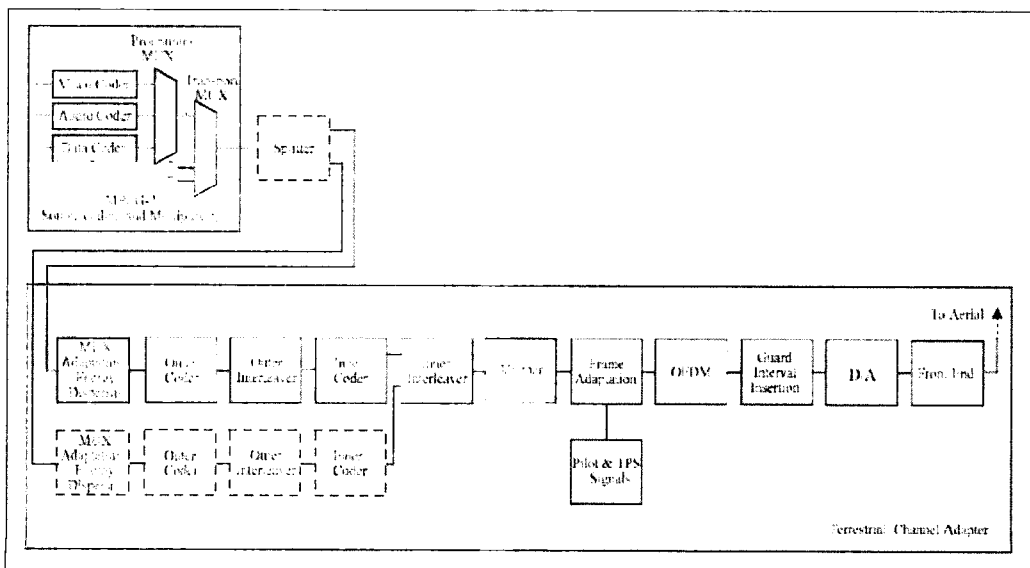 Programme
MUX
Transport
MUX
Video Coder
Audio Coder
Data Coder
Splitter
MPEG-2
Source coding and Multiplexing
To Aerial
MUX
Adaptation
Energy
Dispersal
Outer
Coder
Outer
Interleaver
Inner
Coder
Inner
Interleaver
Mapper
Frame
Adaptation
OFDM
Guard
Interval
Insertion
D/A
Front End
MUX
Adaptation
Energy
Dispersal
Outer
Coder
Outer
Interleaver
Inner
Coder
Pilot & TPS
Signals
Terrestrial Channel Adapter